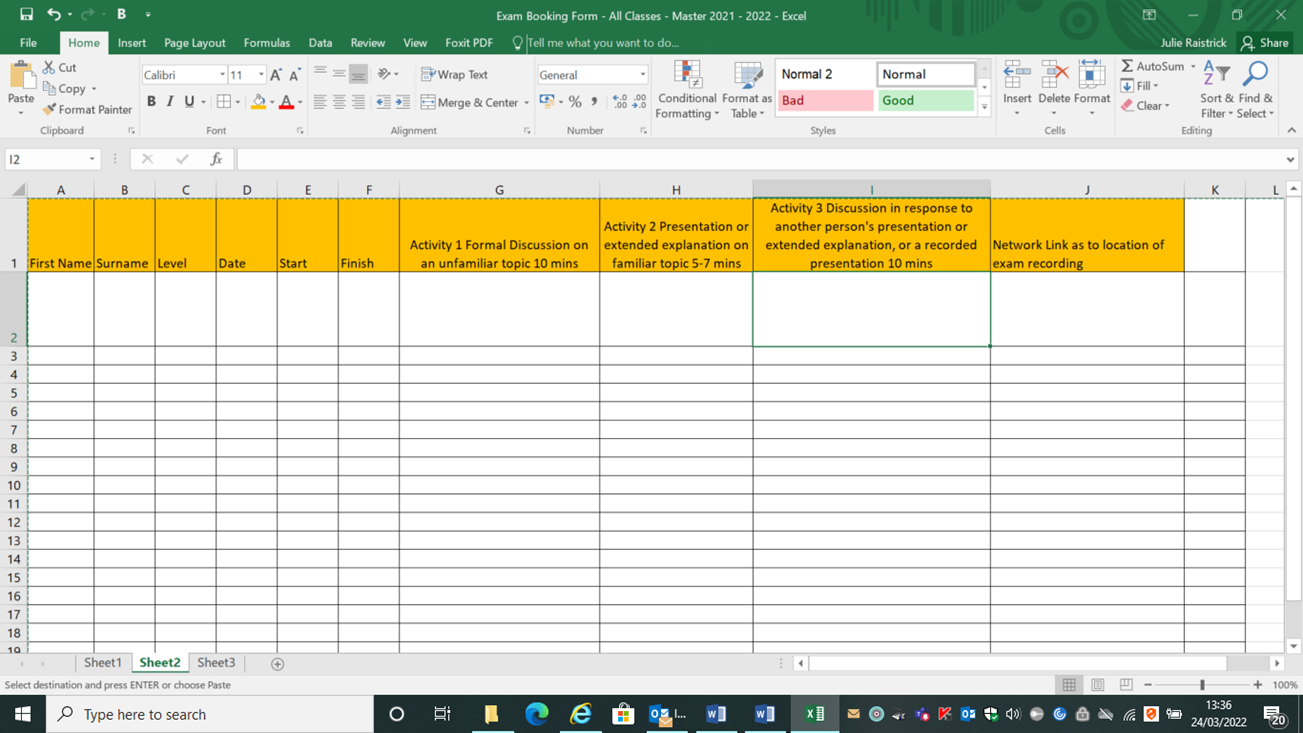 B
Exam Booking Form - All Classes - Master 2021 - 2022 - Excel
File Home Insert Page Layout Formulas Data Review View Foxit PDF Tell me what you want to do... Julie Raistrick Share
Paste
Cut
Copy
Format Painter
Clipboard
Calibri 11 A A
B I U A
Font
Wrap Text
Merge & Center
Alignment
General
% ,
Number
Conditional Formatting
Format as Table
Normal 2 Normal
Bad Good
Styles
Insert Delete Format
Cells
AutoSum
Fill
Clear
Sort & Filter
Find & Select
Editing
I2 fx
A B C D E F G H I J K L
1
First Name
Surname
Level
Date
Start
Finish
Activity 1 Formal Discussion on
an unfamiliar topic 10 mins
Activity 2 Presentation or
extended explanation on
familiar topic 5-7 mins
Activity 3 Discussion in response to
another person's presentation or
extended explanation, or a recorded
presentation 10 mins
Network Link as to location of
exam recording
2
3
4
5
6
7
8
9
10
11
12
13
14
15
16
17
18
19
Sheet1 Sheet2 Sheet3
Select destination and press ENTER or choose Paste
100%
Type here to search
I...
13:36
24/03/2022
20